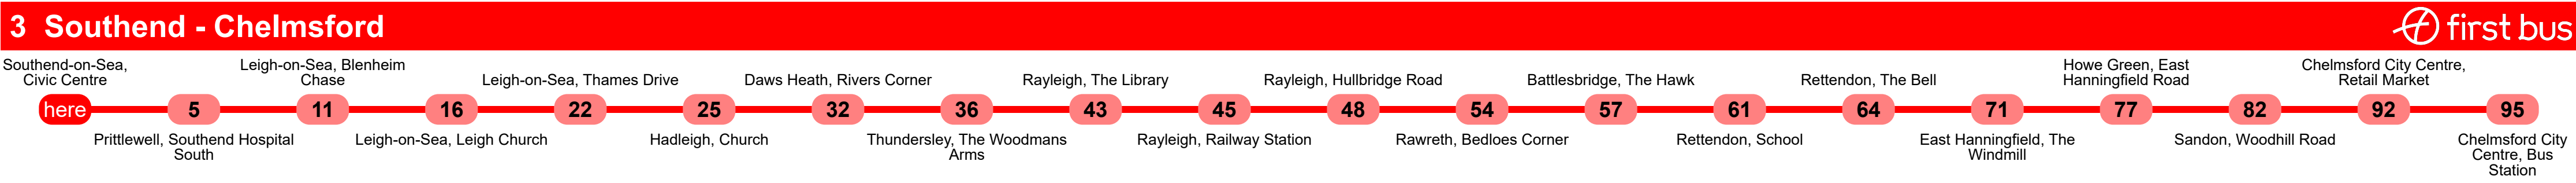 3 Southend - Chelmsford
first bus
Southend-on-Sea,
Civic Centre
here
5
Prittlewell, Southend Hospital
South
Leigh-on-Sea, Blenheim
Chase
11
16
Leigh-on-Sea, Leigh Church
Leigh-on-Sea, Thames Drive
22
25
Hadleigh, Church
Daws Heath, Rivers Corner
32
36
Thundersley, The Woodmans
Arms
Rayleigh, The Library
43
45
Rayleigh, Railway Station
Rayleigh, Hullbridge Road
48
54
Rawreth, Bedloes Corner
Battlesbridge, The Hawk
57
61
Rettendon, School
Rettendon, The Bell
64
71
East Hanningfield, The
Windmill
Howe Green, East
Hanningfield Road
77
82
Sandon, Woodhill Road
Chelmsford City Centre,
Retail Market
92
95
Chelmsford City
Centre, Bus
Station